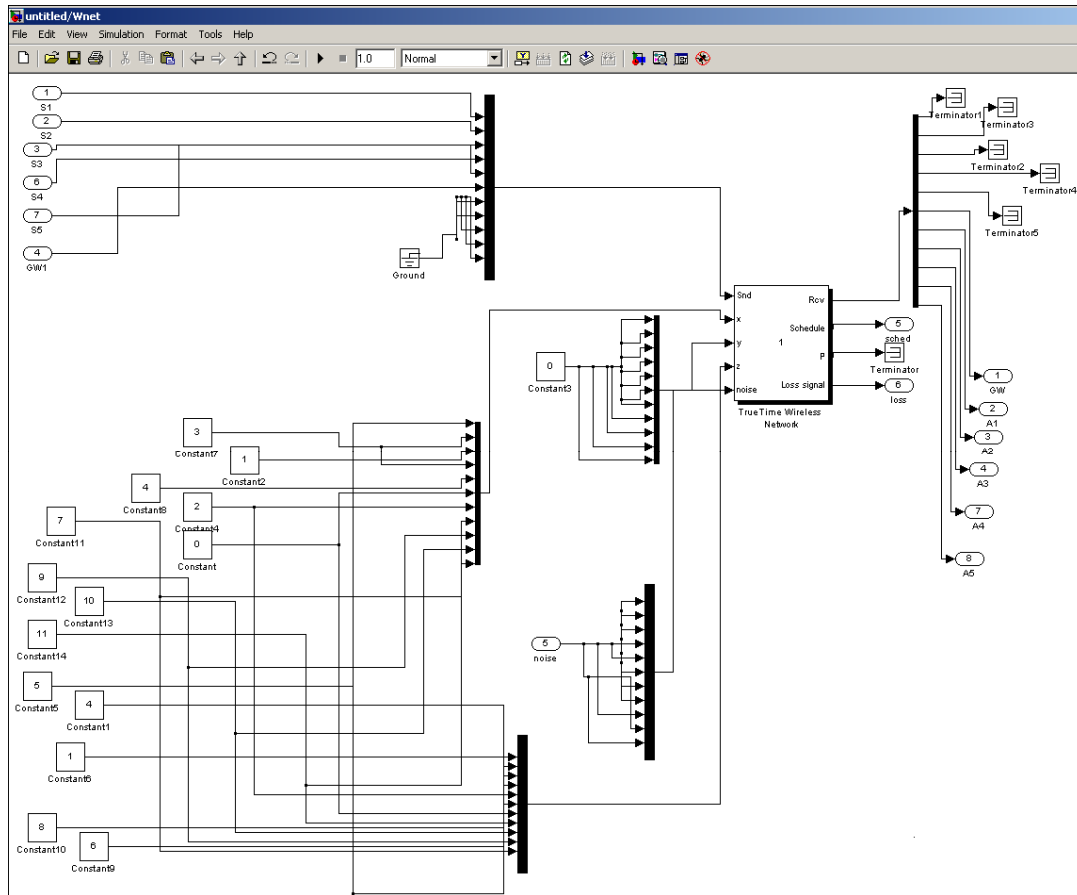 untitled/Wnet
File Edit View Simulation Format Tools Help
1.0 Normal
1
S1
2
S2
3
S3
6
S4
7
S5
4
GW1
Ground
Terminator1
Terminator3
Terminator2
Terminator4
Terminator5
Snd
x
y
z
noise
1
Rcv
Schedule
P
Loss signal
TrueTime Wireless
Network
5
sched
Terminator
6
loss
1
GW
2
A1
3
A2
4
A3
7
A4
8
A5
0
Constant3
3
Constant7
1
Constant2
4
Constant8
2
Constant4
0
Constant
7
Constant11
9
Constant12
10
Constant13
11
Constant14
5
Constant5
4
Constant1
1
Constant6
8
Constant10
6
Constant9
5
noise